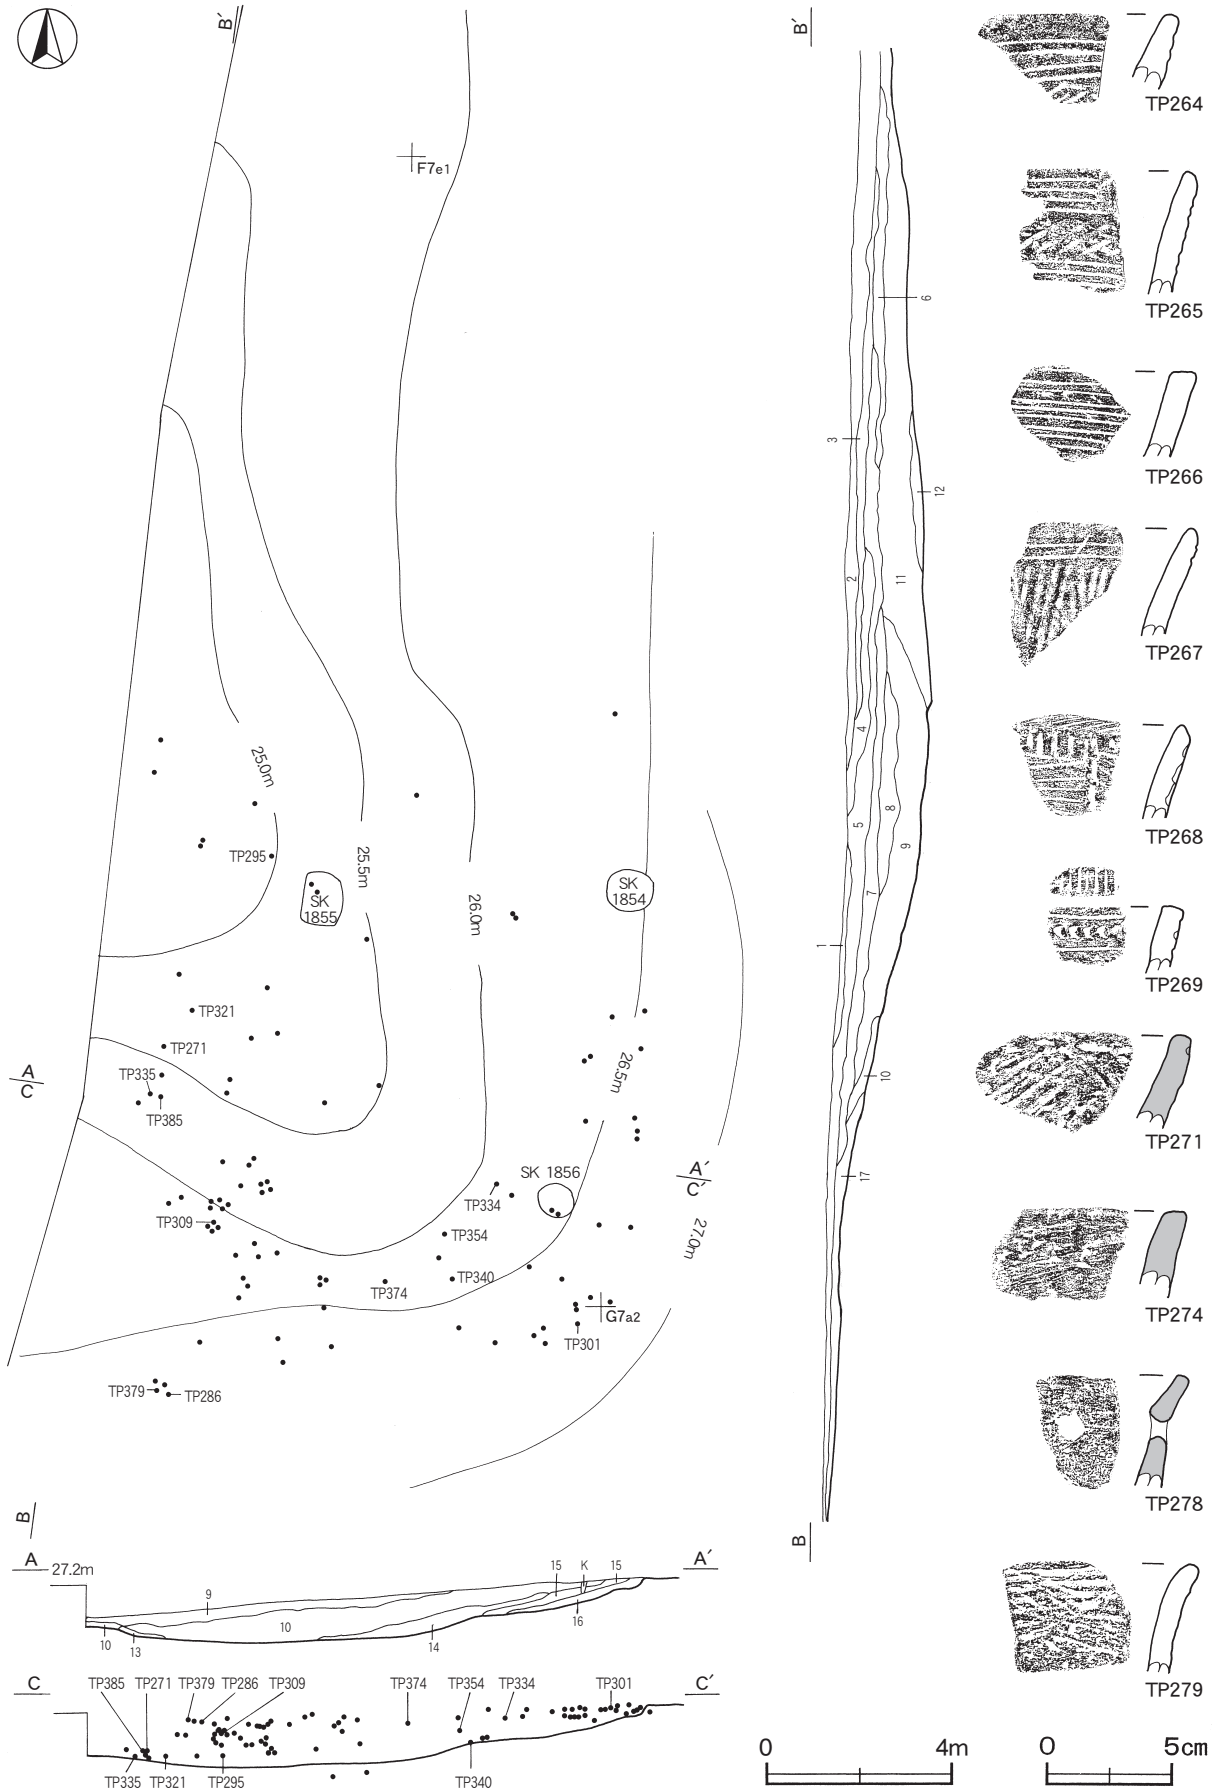 B′
F7e1
25.0m
TP295
SK
1855
25.5m
26.0m
SK
1854
TP321
TP271
TP335
TP385
A
C
26.5m
SK 1856
TP334
A′
C′
27.0m
TP309
TP354
TP340
TP374
G7a2
TP301
TP379
TP286
B
A
27.2m
A′
9
10
10
13
14
15
K
15
16
C
C′
TP385
TP271
TP379
TP286
TP309
TP374
TP354
TP334
TP301
TP335
TP321
TP295
TP340
B′
6
3
12
2
11
4
5
8
9
7
1
10
17
B
0
4m
TP264
TP265
TP266
TP267
TP268
TP269
TP271
TP274
TP278
TP279
0
5cm